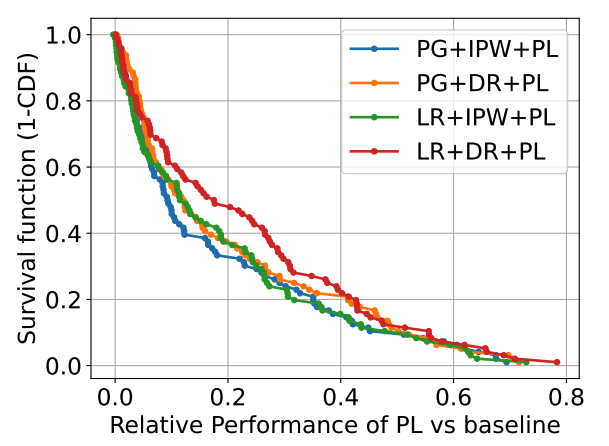 1.0
0.8
0.6
0.4
0.2
0.0
Survival function (1-CDF)
PG+IPW+PL
PG+DR+PL
LR+IPW+PL
LR+DR+PL
0.0 0.2 0.4 0.6 0.8
Relative Performance of PL vs baseline